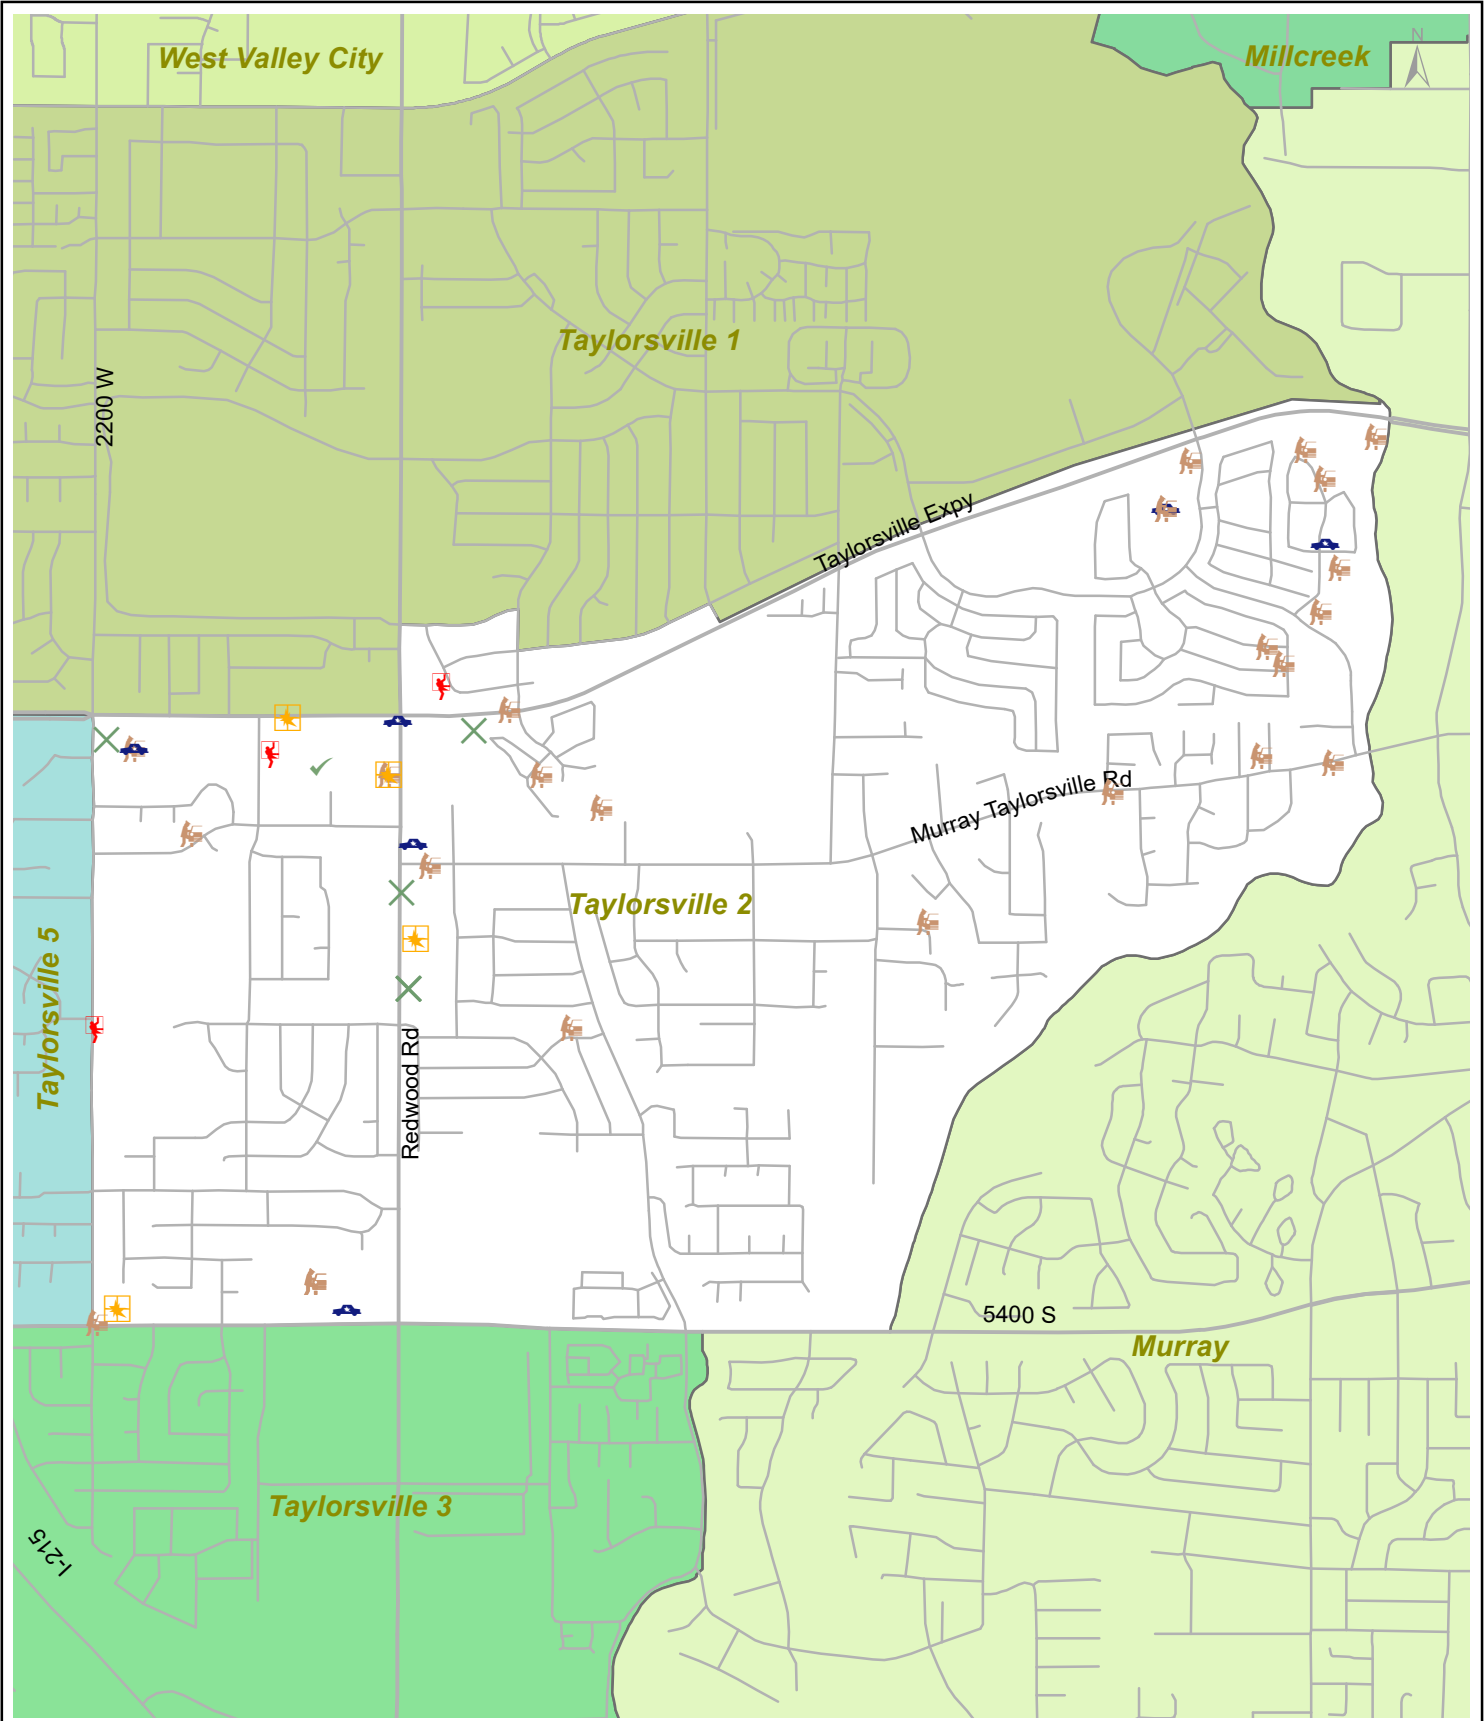 West Valley City
Millcreek
N
Taylorsville 1
2200 W
Taylorsville Expy
Murray Taylorsville Rd
Taylorsville 2
Taylorsville 5
Redwood Rd
5400 S
Murray
Taylorsville 3
I-215